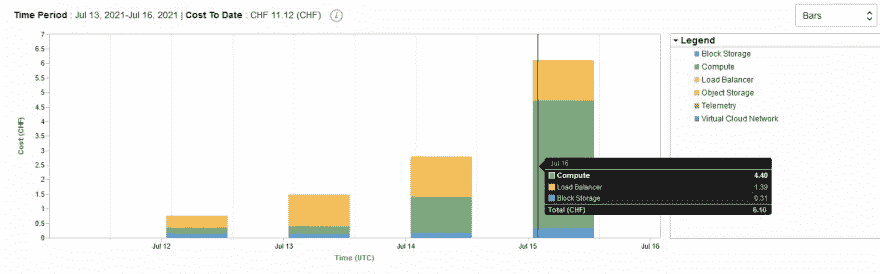 Time Period : Jul 13, 2021-Jul 16, 2021 | Cost To Date : CHF 11.12 (CHF) i
Bars
7
6.5
6
5.5
5
4.5
4
3.5
3
2.5
2
1.5
1
0.5
0
Cost (CHF)
Jul 12
Jul 13
Jul 14
Jul 15
Jul 16
Time (UTC)
Legend
Block Storage
Compute
Load Balancer
Object Storage
Telemetry
Virtual Cloud Network
Jul 16
Compute 4.40
Load Balancer 1.39
Block Storage 0.31
Total (CHF) 6.10